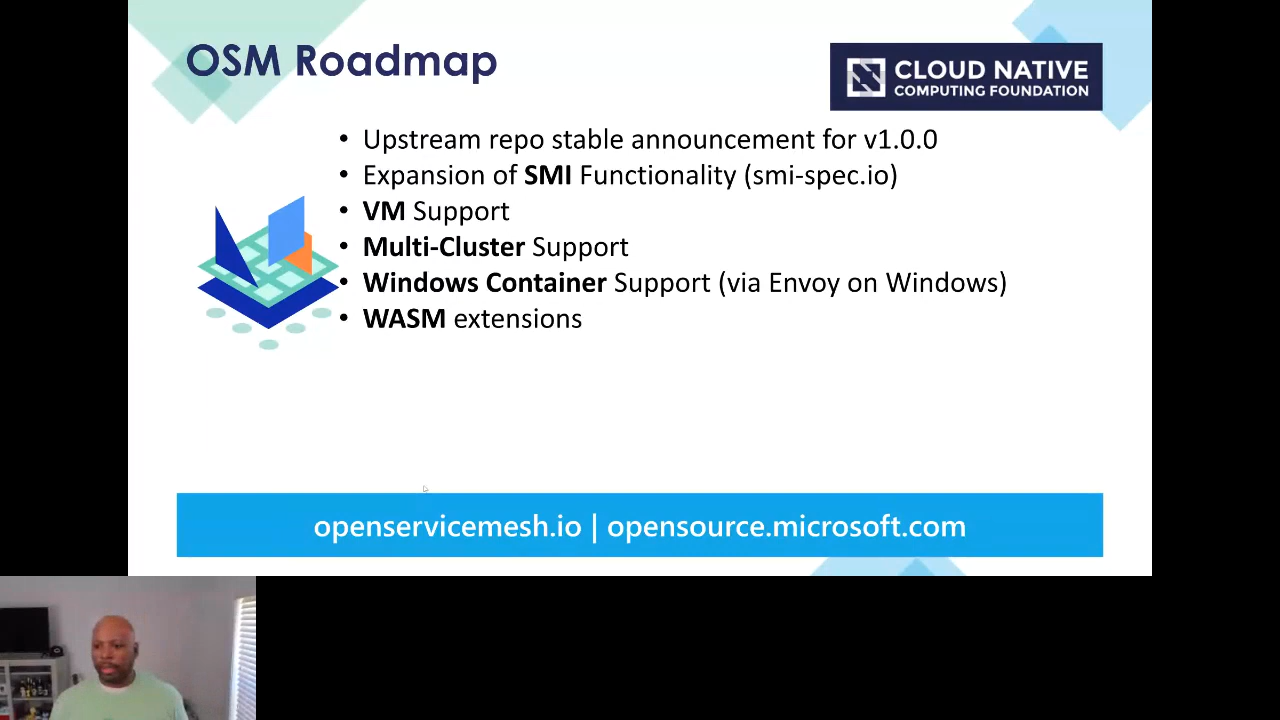 OSM Roadmap
CLOUD NATIVE
COMPUTING FOUNDATION
• Upstream repo stable announcement for v1.0.0
• Expansion of SMI Functionality (smi-spec.io)
• VM Support
• Multi-Cluster Support
• Windows Container Support (via Envoy on Windows)
• WASM extensions
openservicemesh.io | opensource.microsoft.com